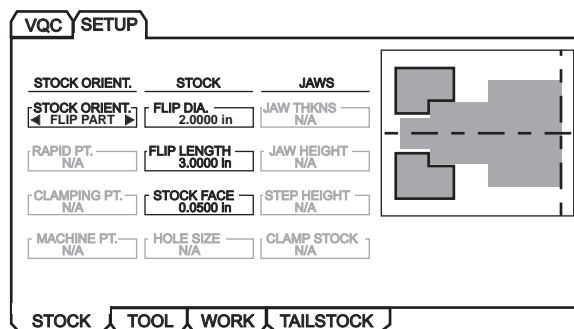 VQC SETUP
STOCK ORIENT. STOCK JAWS
STOCK ORIENT. FLIP DIA. JAW THKNS
FLIP PART 2.0000 in N/A
RAPID PT. FLIP LENGTH JAW HEIGHT
N/A 3.0000 in N/A
CLAMPING PT. STOCK FACE STEP HEIGHT
N/A 0.0500 in N/A
MACHINE PT. HOLE SIZE CLAMP STOCK
N/A N/A N/A
STOCK TOOL WORK TAILSTOCK